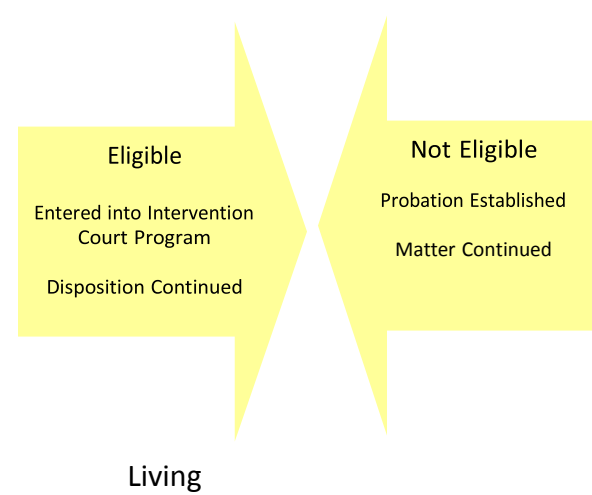 Eligible
Entered into Intervention
Court Program
Disposition Continued
Not Eligible
Probation Established
Matter Continued
Living